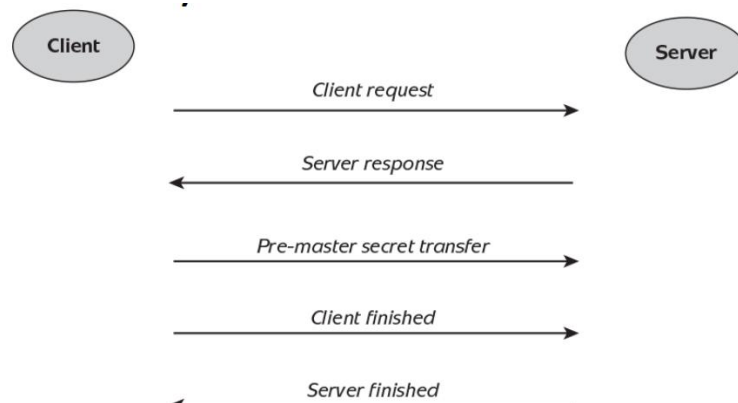 Client
Server
Client request
Server response
Pre-master secret transfer
Client finished
Server finished